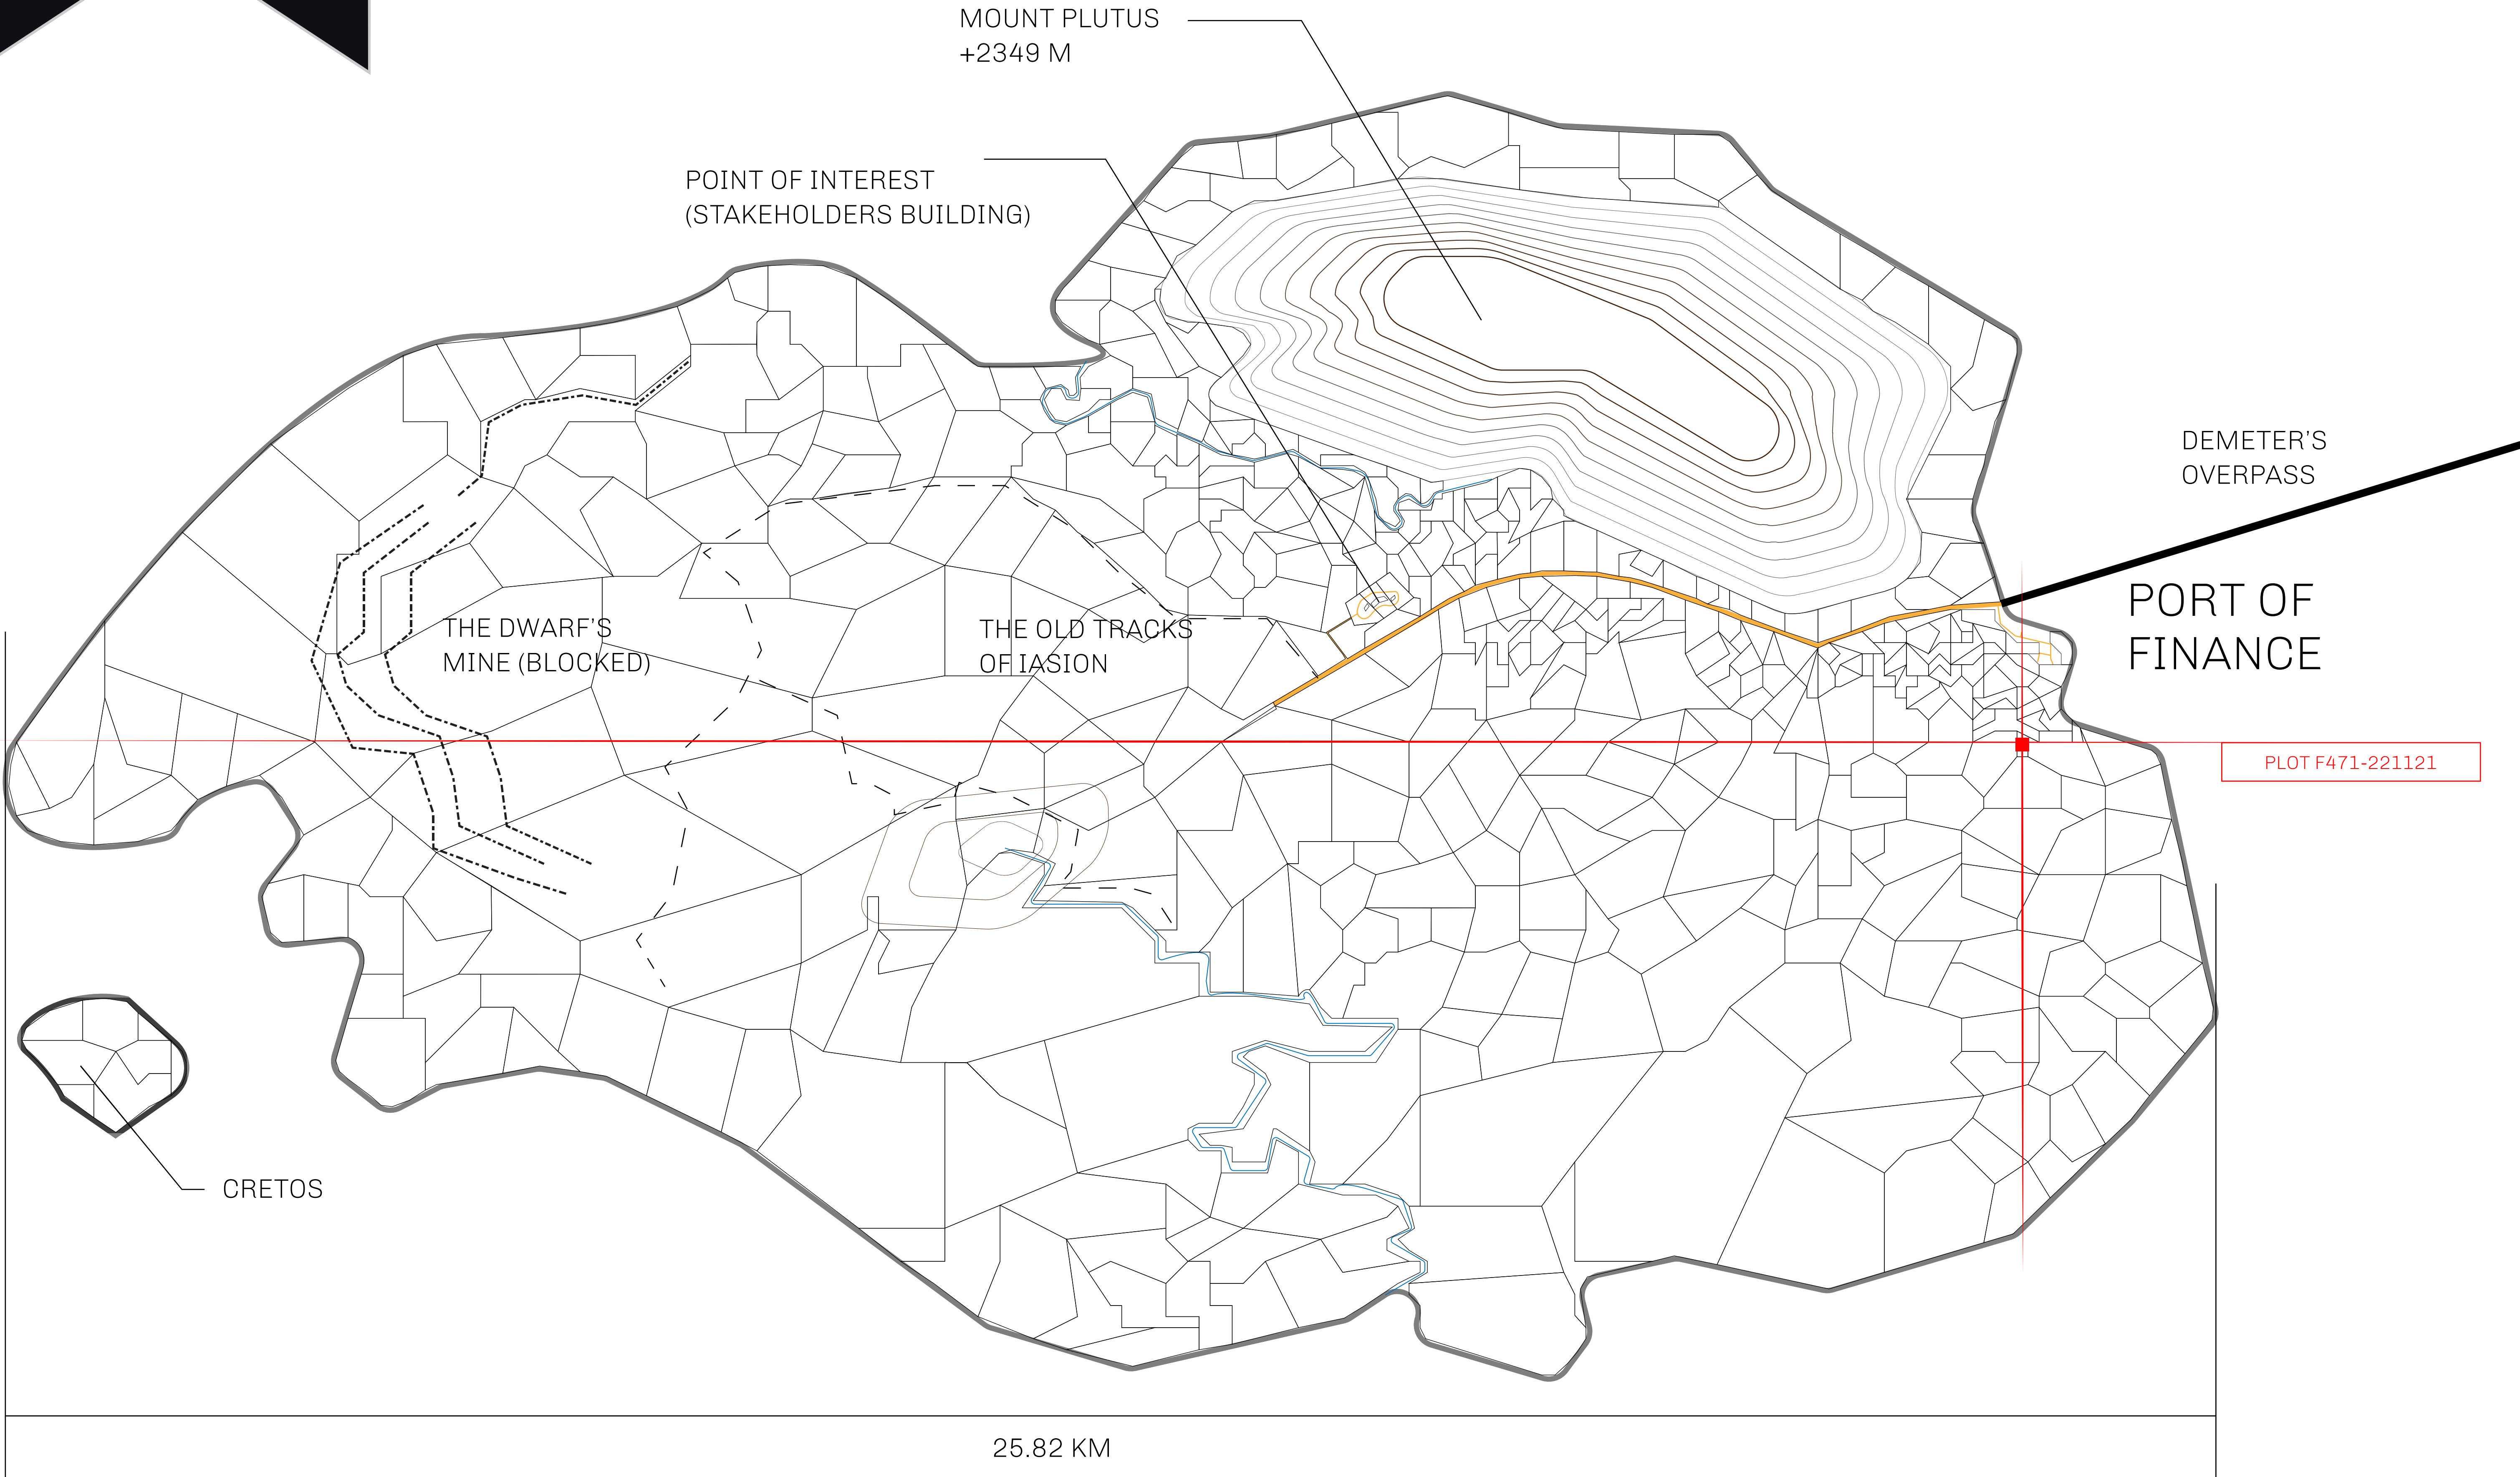 MOUNT PLUTUS
+2349 M
POINT OF INTEREST
(STAKEHOLDERS BUILDING)
DEMETER'S
OVERPASS
PORT OF
FINANCE
THE DWARF'S
MINE (BLOCKED)
THE OLD TRACKS
OF IASION
PLOT F471-221121
CRETOS
25.82 KM